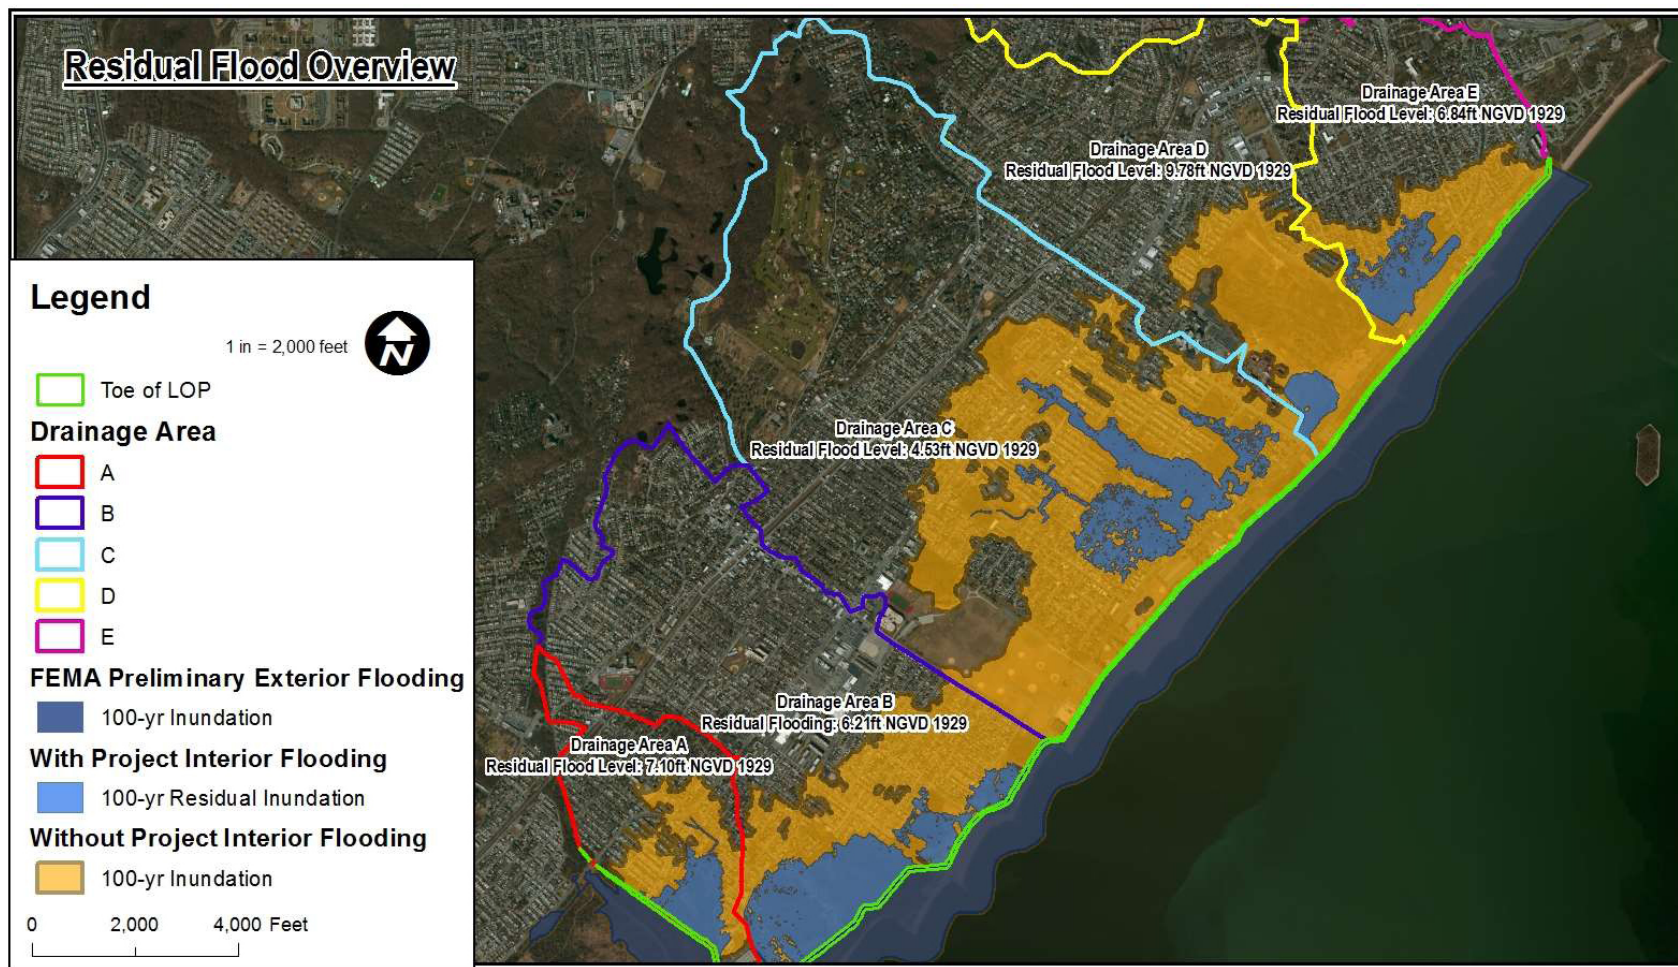 Residual Flood Overview
Drainage Area E
Residual Flood Level: 6.84ft NGVD 1929
Drainage Area D
Residual Flood Level: 9.78ft NGVD 1929
Drainage Area C
Residual Flood Level: 4.53ft NGVD 1929
Drainage Area B
Residual Flooding: 6.21ft NGVD 1929
Drainage Area A
Residual Flood Level: 7.10ft NGVD 1929
Legend
1 in = 2,000 feet
N
Toe of LOP
Drainage Area
A
B
C
D
E
FEMA Preliminary Exterior Flooding
100-yr Inundation
With Project Interior Flooding
100-yr Residual Inundation
Without Project Interior Flooding
100-yr Inundation
0 2,000 4,000 Feet